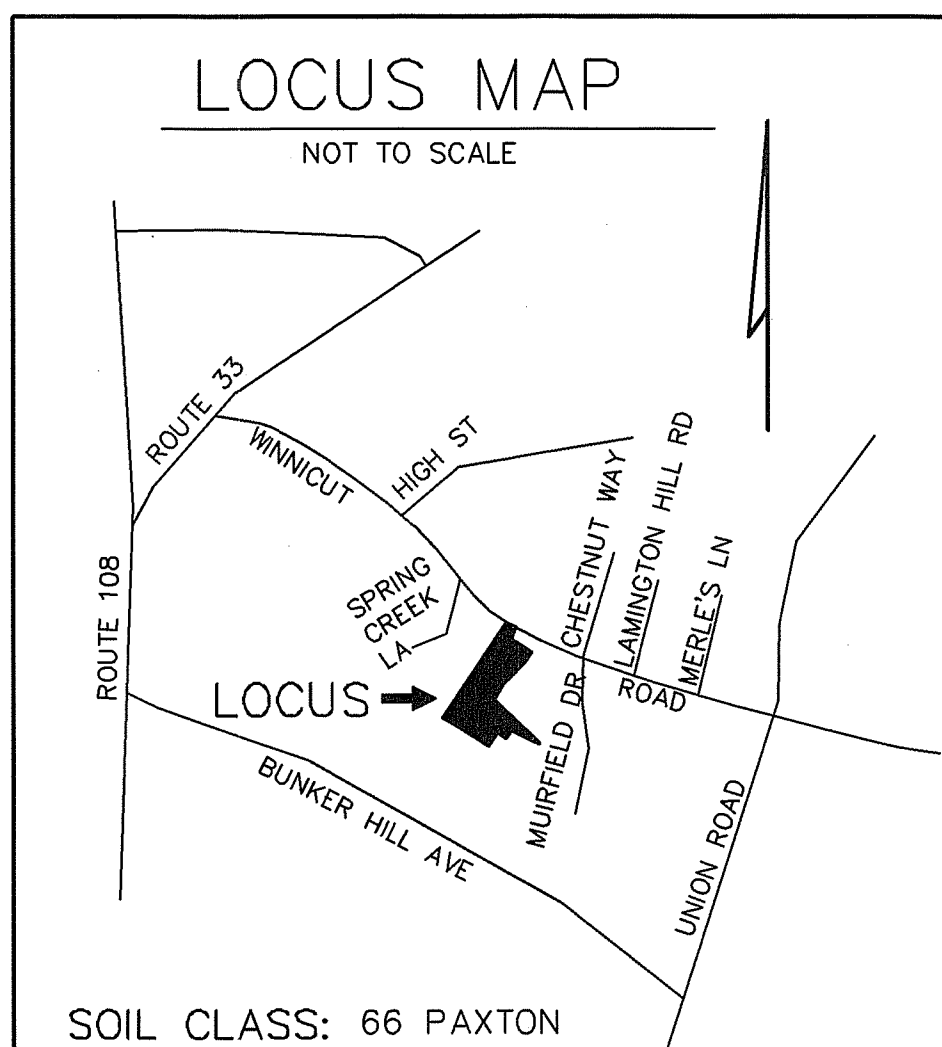 LOCUS MAP
NOT TO SCALE
ROUTE 33
WINNICUT
HIGH ST
CHESTNUT WAY
LAMINGTON HILL RD
MERLE'S LN
ROUTE 108
SPRING
CREEK
LA
LOCUS
ROAD
MUIRFIELD DR
BUNKER HILL AVE
UNION ROAD
SOIL CLASS: 66 PAXTON